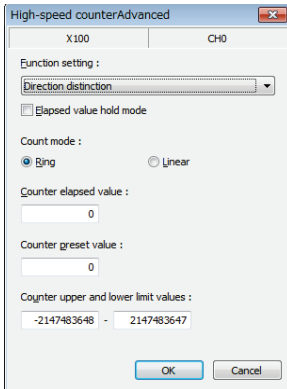 High-speed counterAdvanced
X100 CH0
Function setting :
Direction distinction
Elapsed value hold mode
Count mode :
Ring Linear
Counter elapsed value :
0
Counter preset value :
0
Counter upper and lower limit values :
-2147483648 - 2147483647
OK Cancel